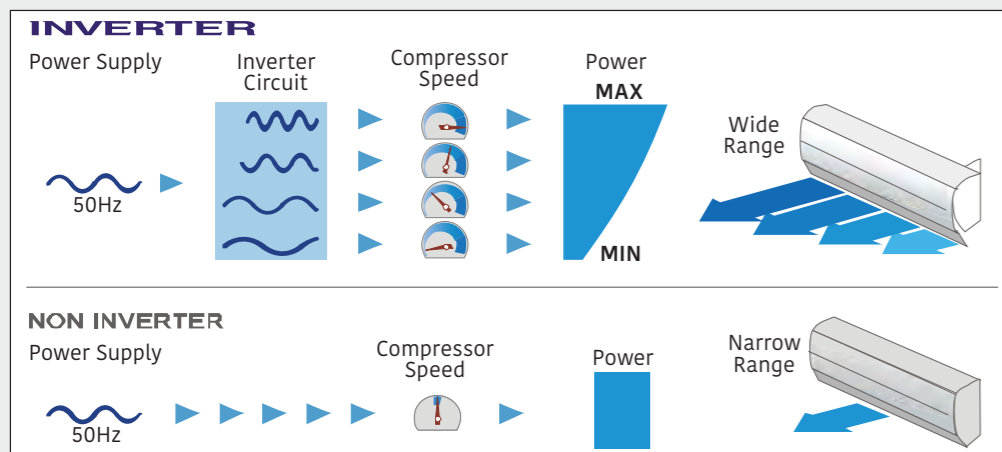 INVERTER
Power Supply
Inverter
Circuit
Compressor
Speed
Power
MAX
Wide
Range
50Hz
MIN
NON INVERTER
Power Supply
Compressor
Speed
Power
Narrow
Range
50Hz